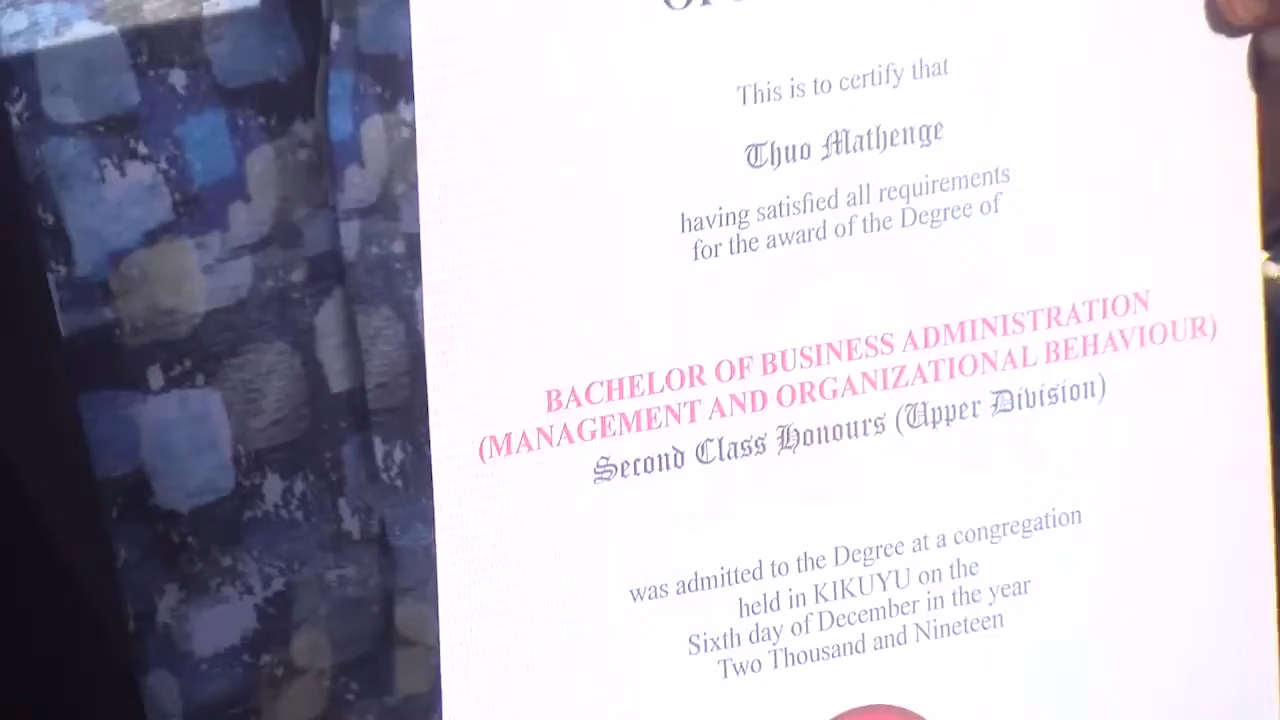 This is to certify that
Thuo Mathenge
having satisfied all requirements
for the award of the Degree of
BACHELOR OF BUSINESS ADMINISTRATION
(MANAGEMENT AND ORGANIZATIONAL BEHAVIOUR)
Second Class Honours (Upper Division)
was admitted to the Degree at a congregation
held in KIKUYU on the
Sixth day of December in the year
Two Thousand and Nineteen